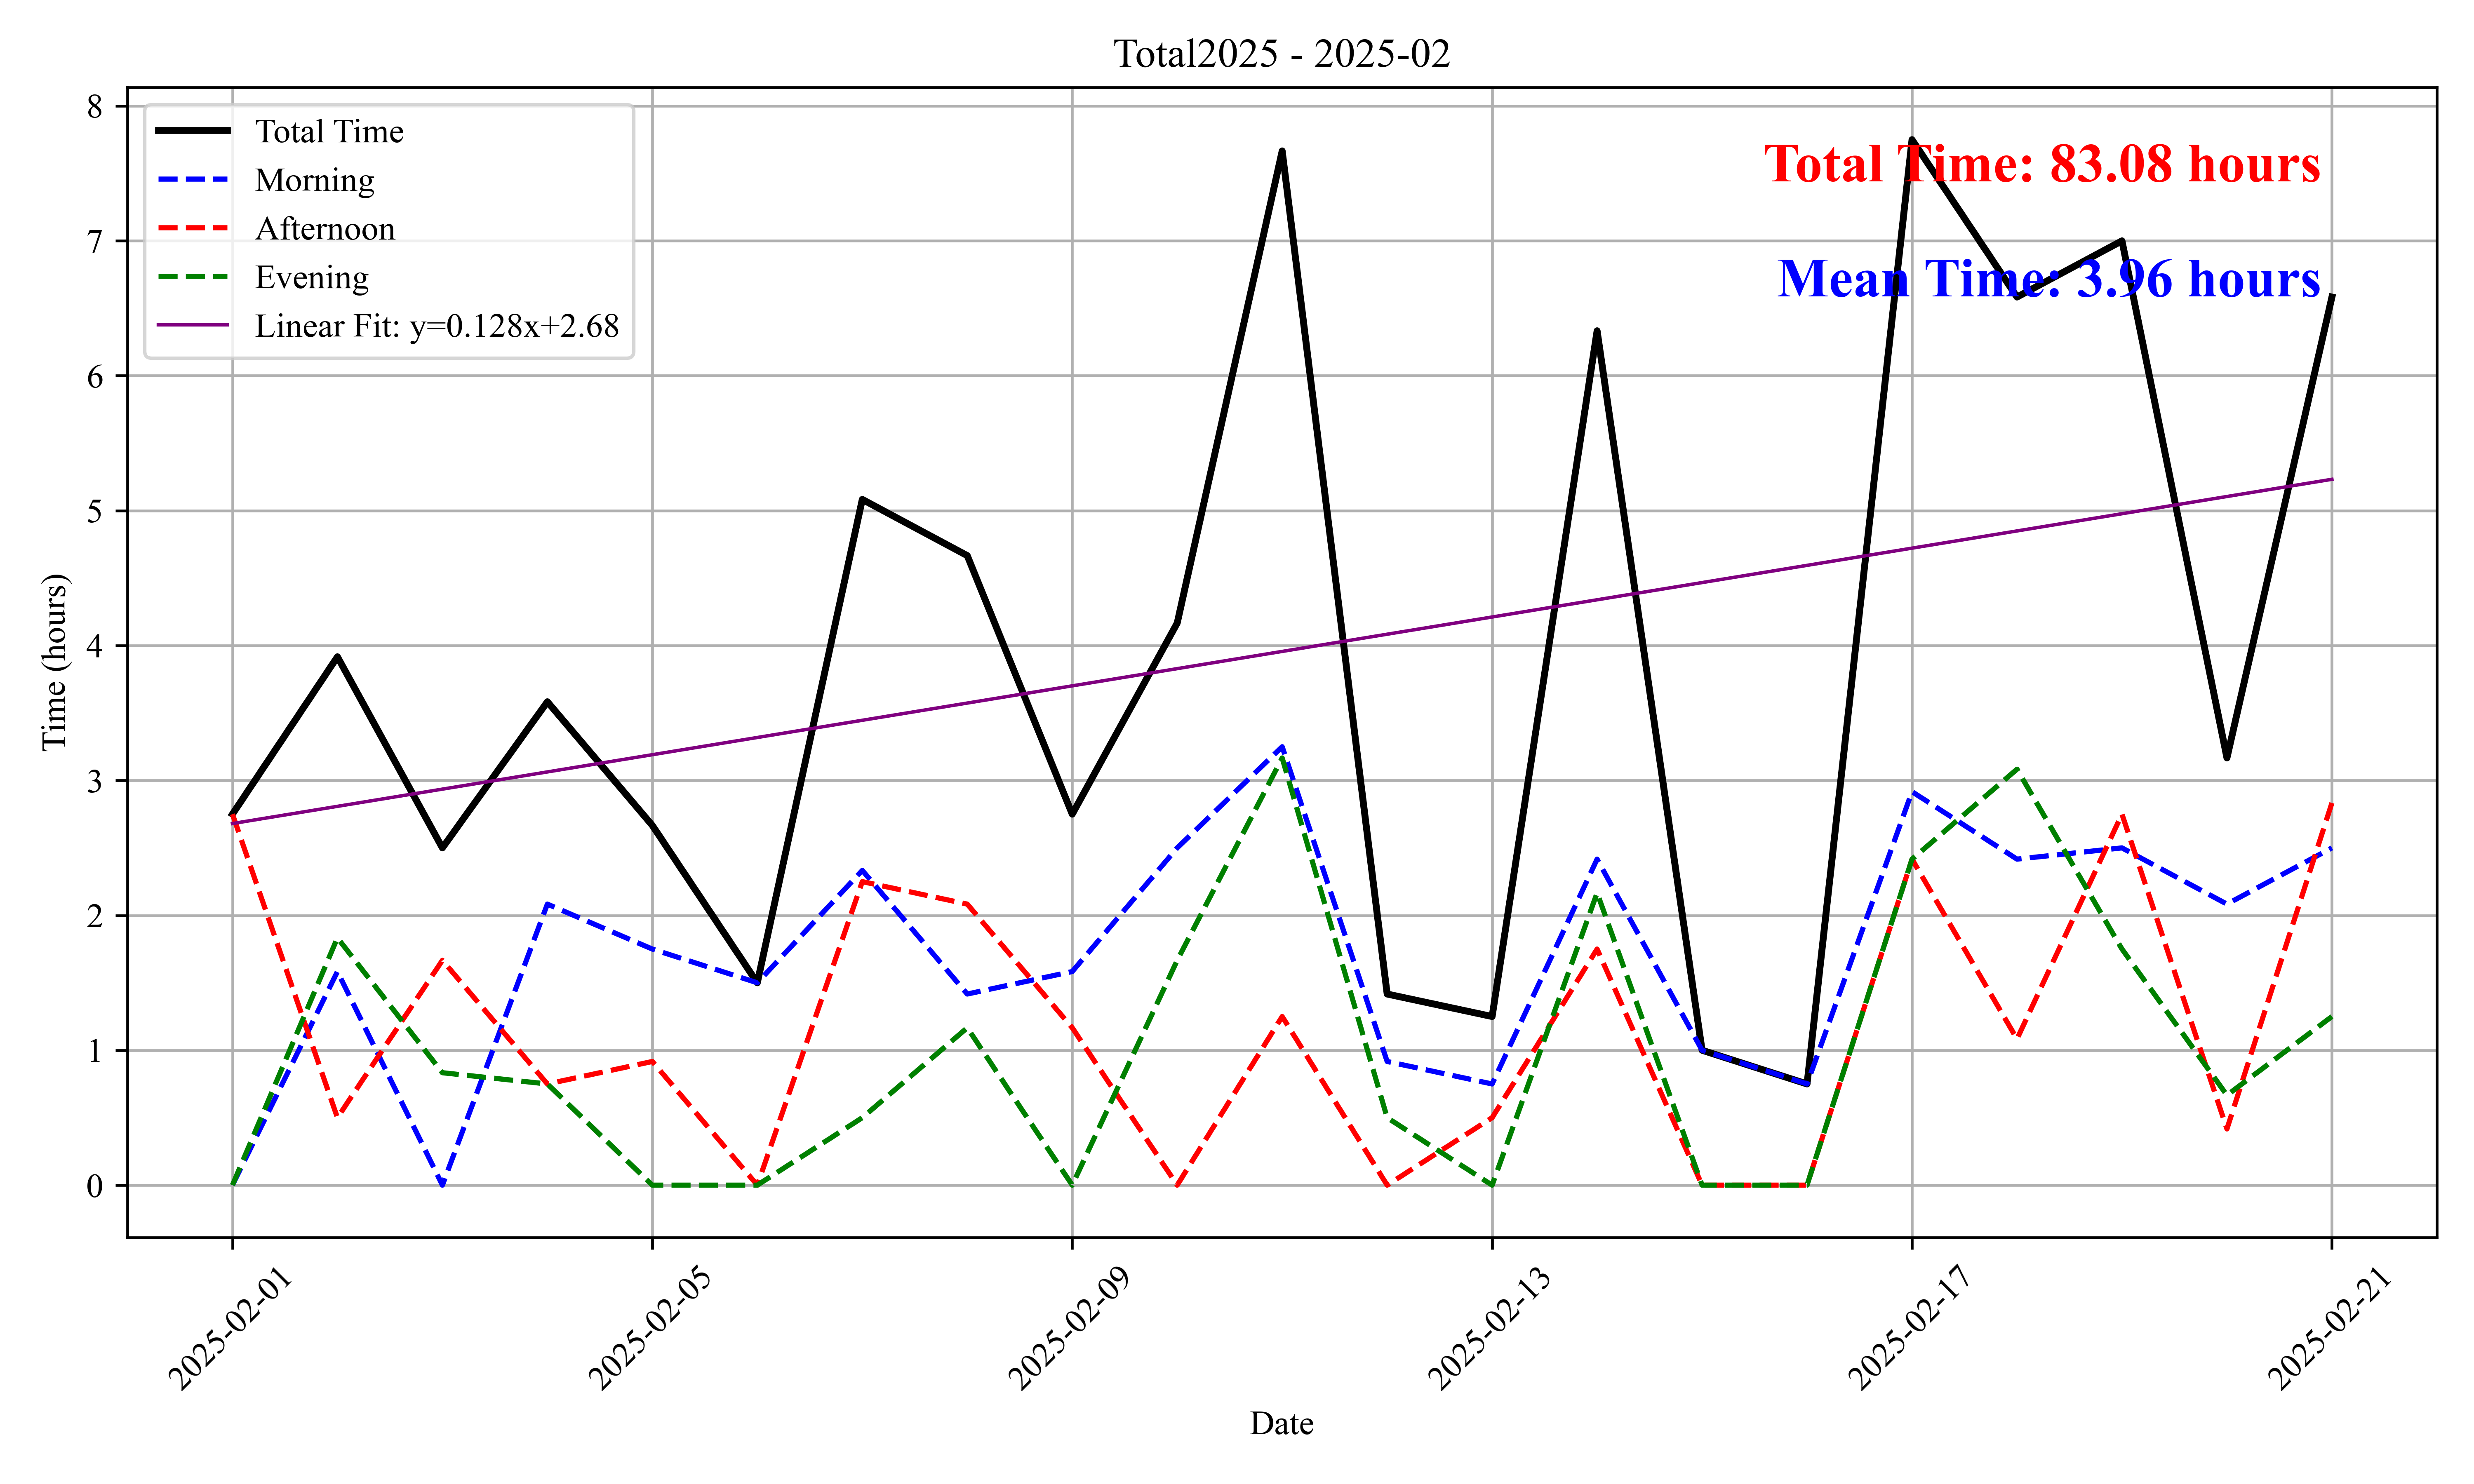 Total2025 - 2025-02
Total Time
Morning
Afternoon
Evening
Linear Fit: y=0.128x+2.68
Total Time: 83.08 hours
Mean Time: 3.96 hours
Time (hours)
8
7
6
5
4
3
2
1
0
2025-02-01
2025-02-05
2025-02-09
2025-02-13
2025-02-17
2025-02-21
Date